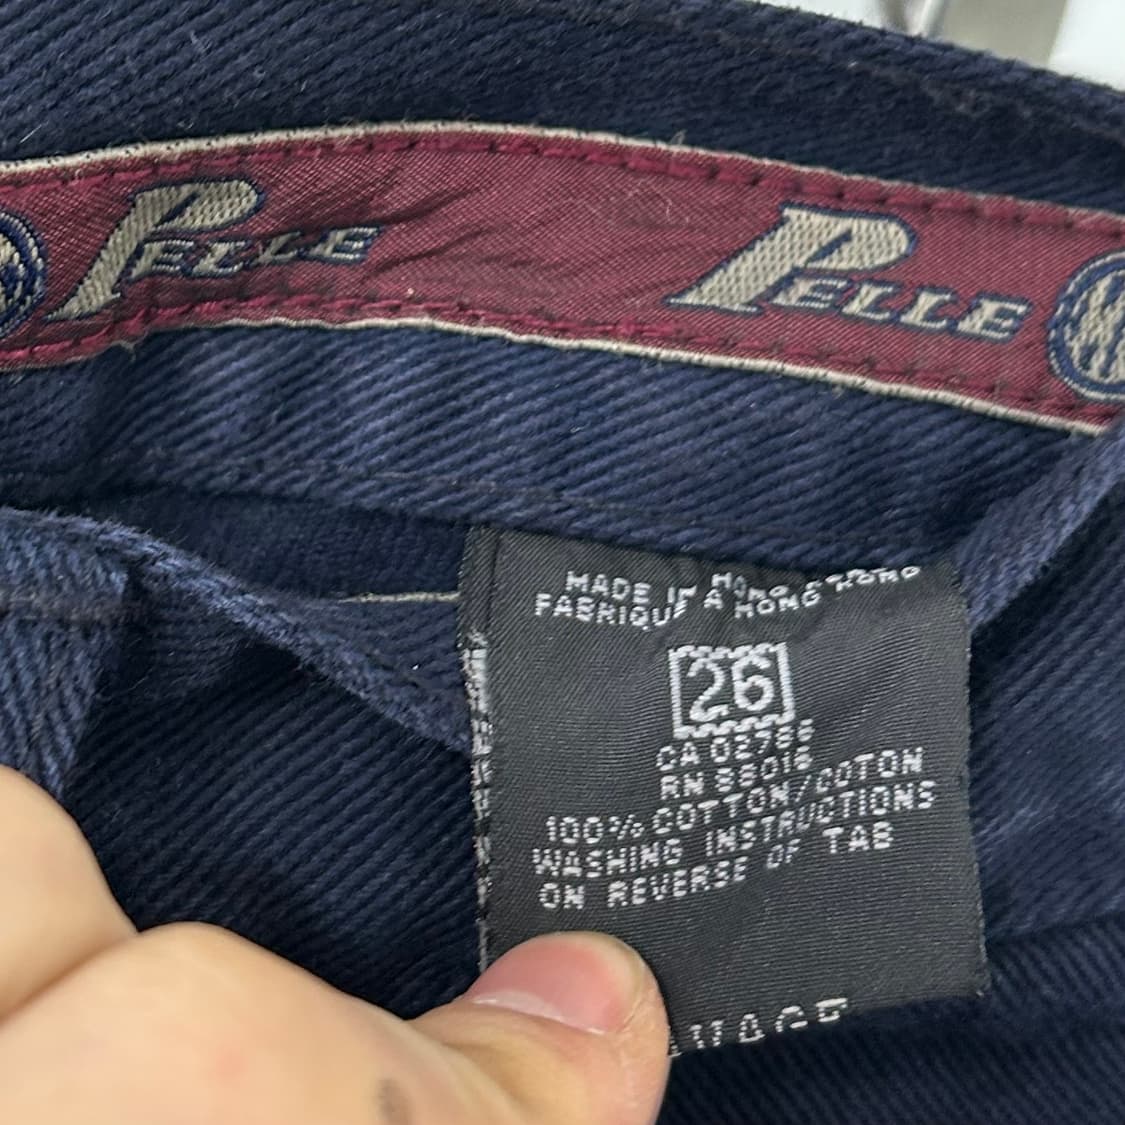 PELLE PELLE
MADE IN HONG KONG
FABRIQUÉ A HONG KONG
26
CA 02786
RN 88016
100% COTTON/COTON
WASHING INSTRUCTIONS
ON REVERSE OF TAB